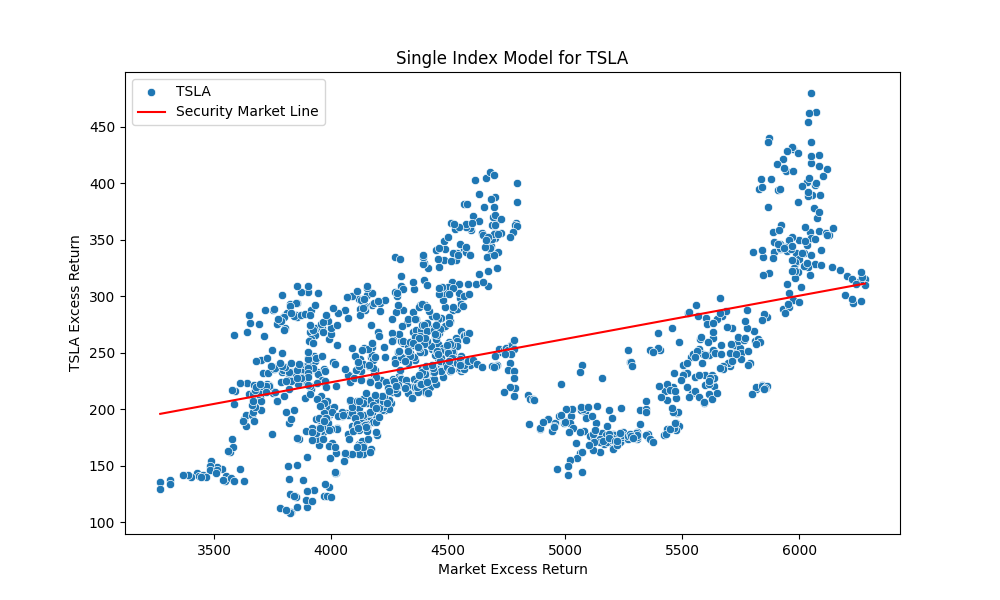 Single Index Model for TSLA
TSLA
Security Market Line
TSLA Excess Return
450
400
350
300
250
200
150
100
3500 4000 4500 5000 5500 6000
Market Excess Return